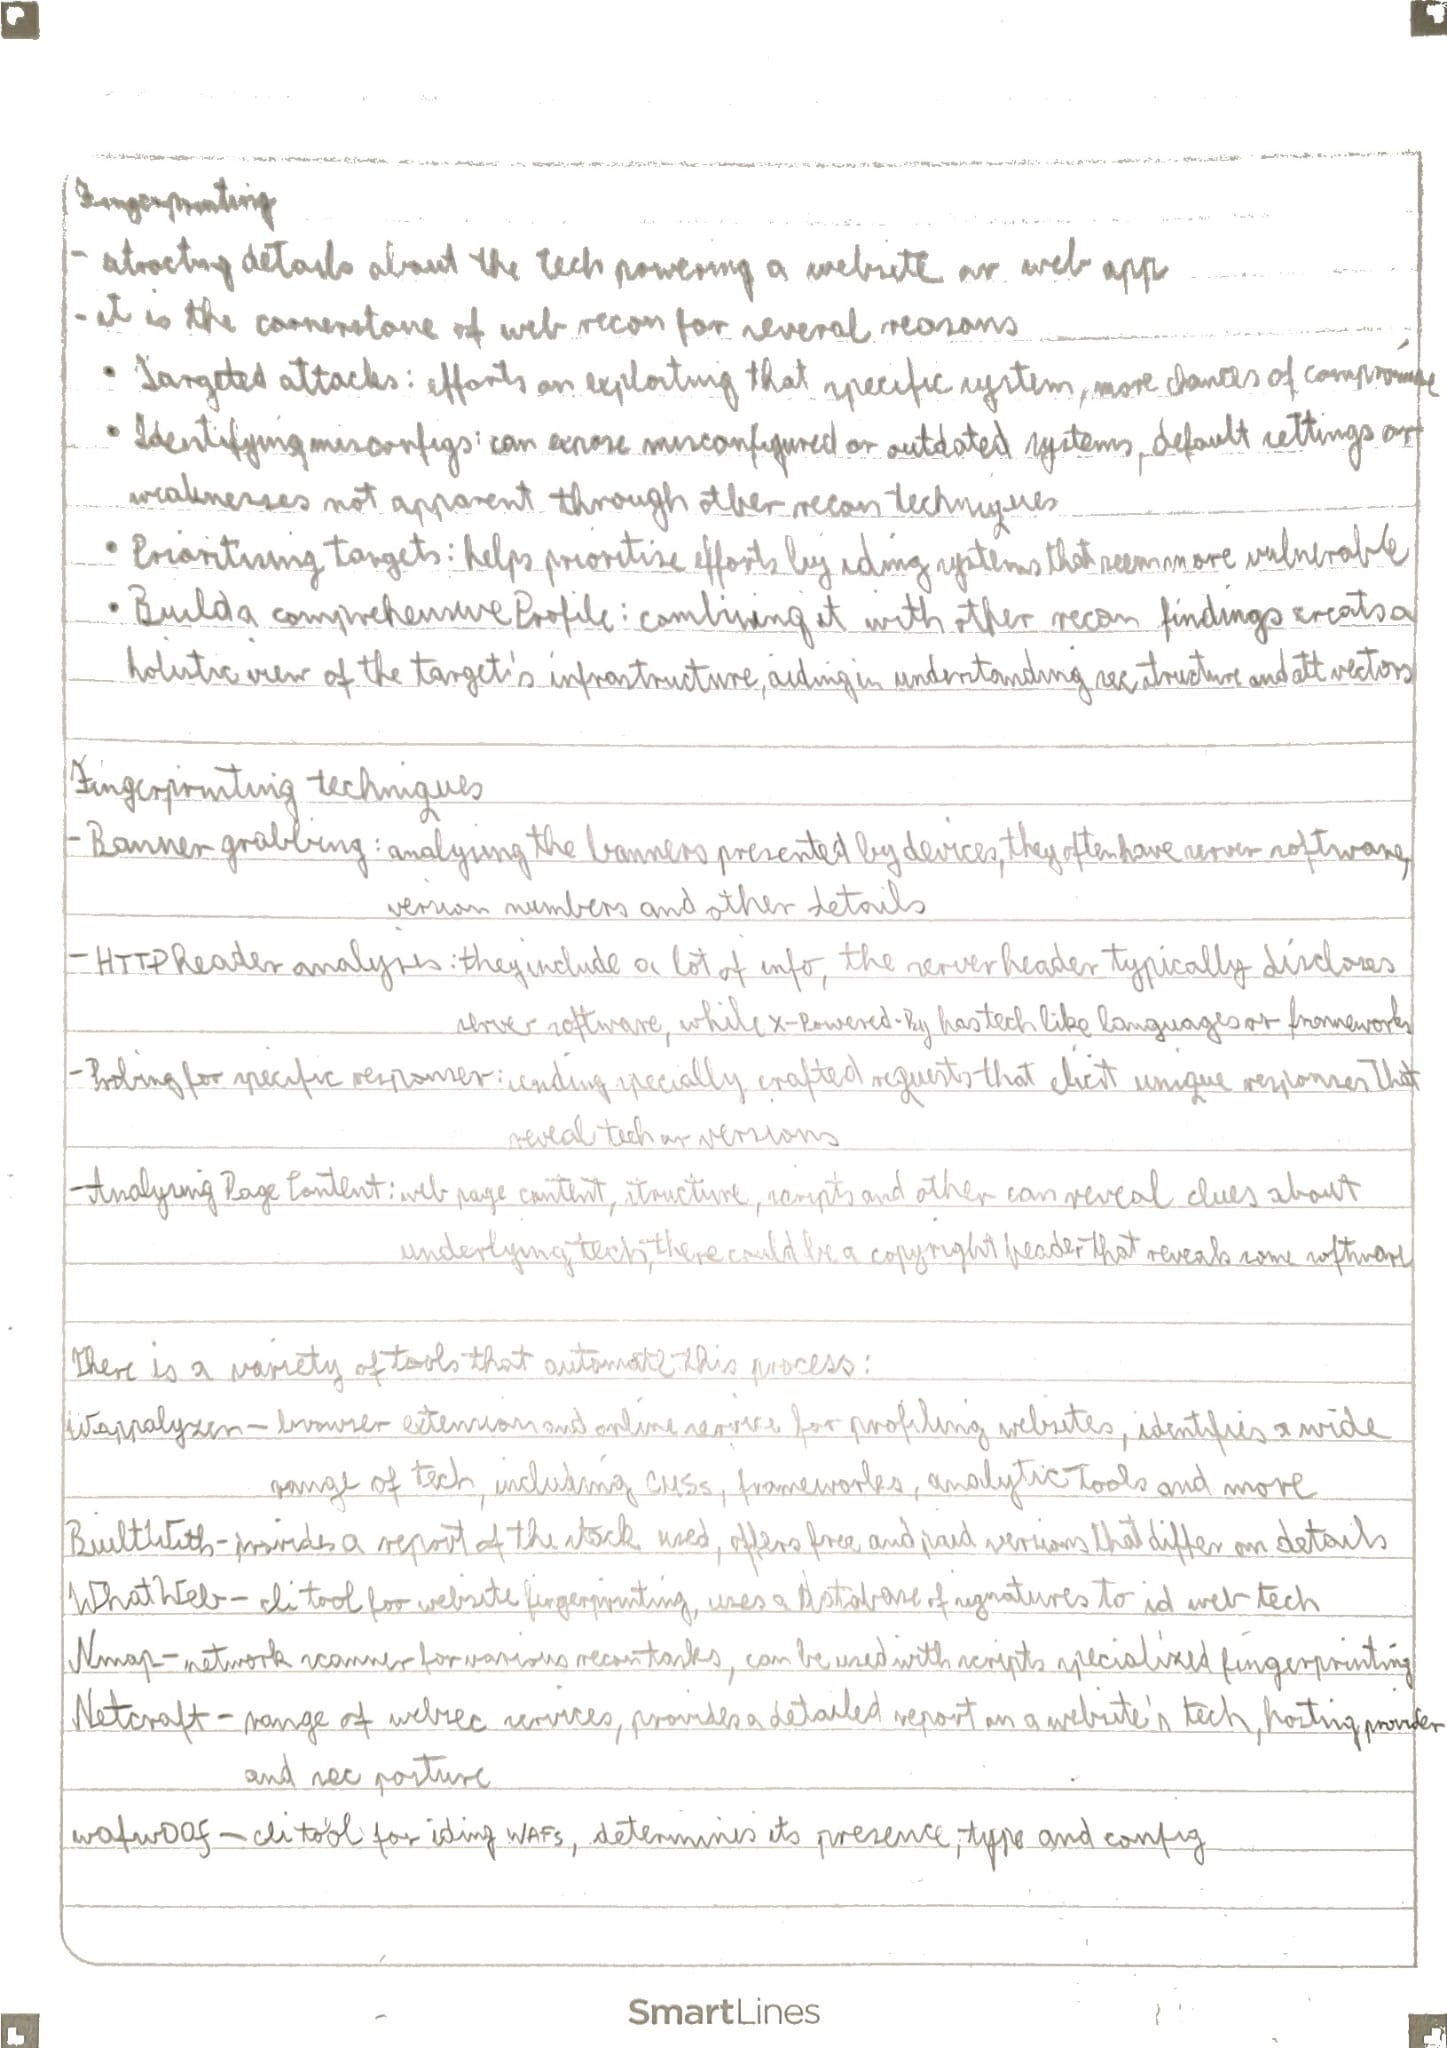 Fingerprinting
- atracting details about the tech powering a website or web app
- it is the cornerstone of web recon for several reasons
• Targeted attacks: efforts on exploiting that specific system, more chances of compromise
• Identifying misconfigs: can expose misconfigured or outdated systems, default settings or
weaknesses not apparent through other recon techniques
• Prioritising targets: helps prioritise efforts by iding systems that seem more vulnerable
• Build a comprehensive Profile: combining it with other recon findings creats a
holistic view of the target's infrastructure, aiding in understanding sec structure and att vectors
Fingerprinting techniques
- Banner grabbing: analysing the banners presented by devices, they often have server software,
version numbers and other details
- HTTP Header analysis: they include a lot of info, the server header typically discloses
server software, while X-Powered-By has tech like languages or frameworks
- Probing for specific responses: sending specially crafted requests that elicit unique responses that
reveal tech or versions
- Analysing Page Content: web page content, structure, scripts and other can reveal clues about
underlying tech, there could be a copyright header that reveals some software
There is a variety of tools that automate this process:
Wappalyzer - browser extension and online service for profiling websites, identifies a wide
range of tech, including CMSs, frameworks, analytic tools and more
BuiltWith - provides a report of the stack used, offers free and paid versions that differ on details
WhatWeb - cli tool for website fingerprinting, uses a database of signatures to id web tech
Nmap - network scanner for various recon tasks, can be used with scripts specialized fingerprinting
Netcraft - range of websec services, provides a detailed report on a website's tech, hosting provider
and sec posture
wafw00f - cli tool for iding WAFs, determines its presence, type and config
SmartLines